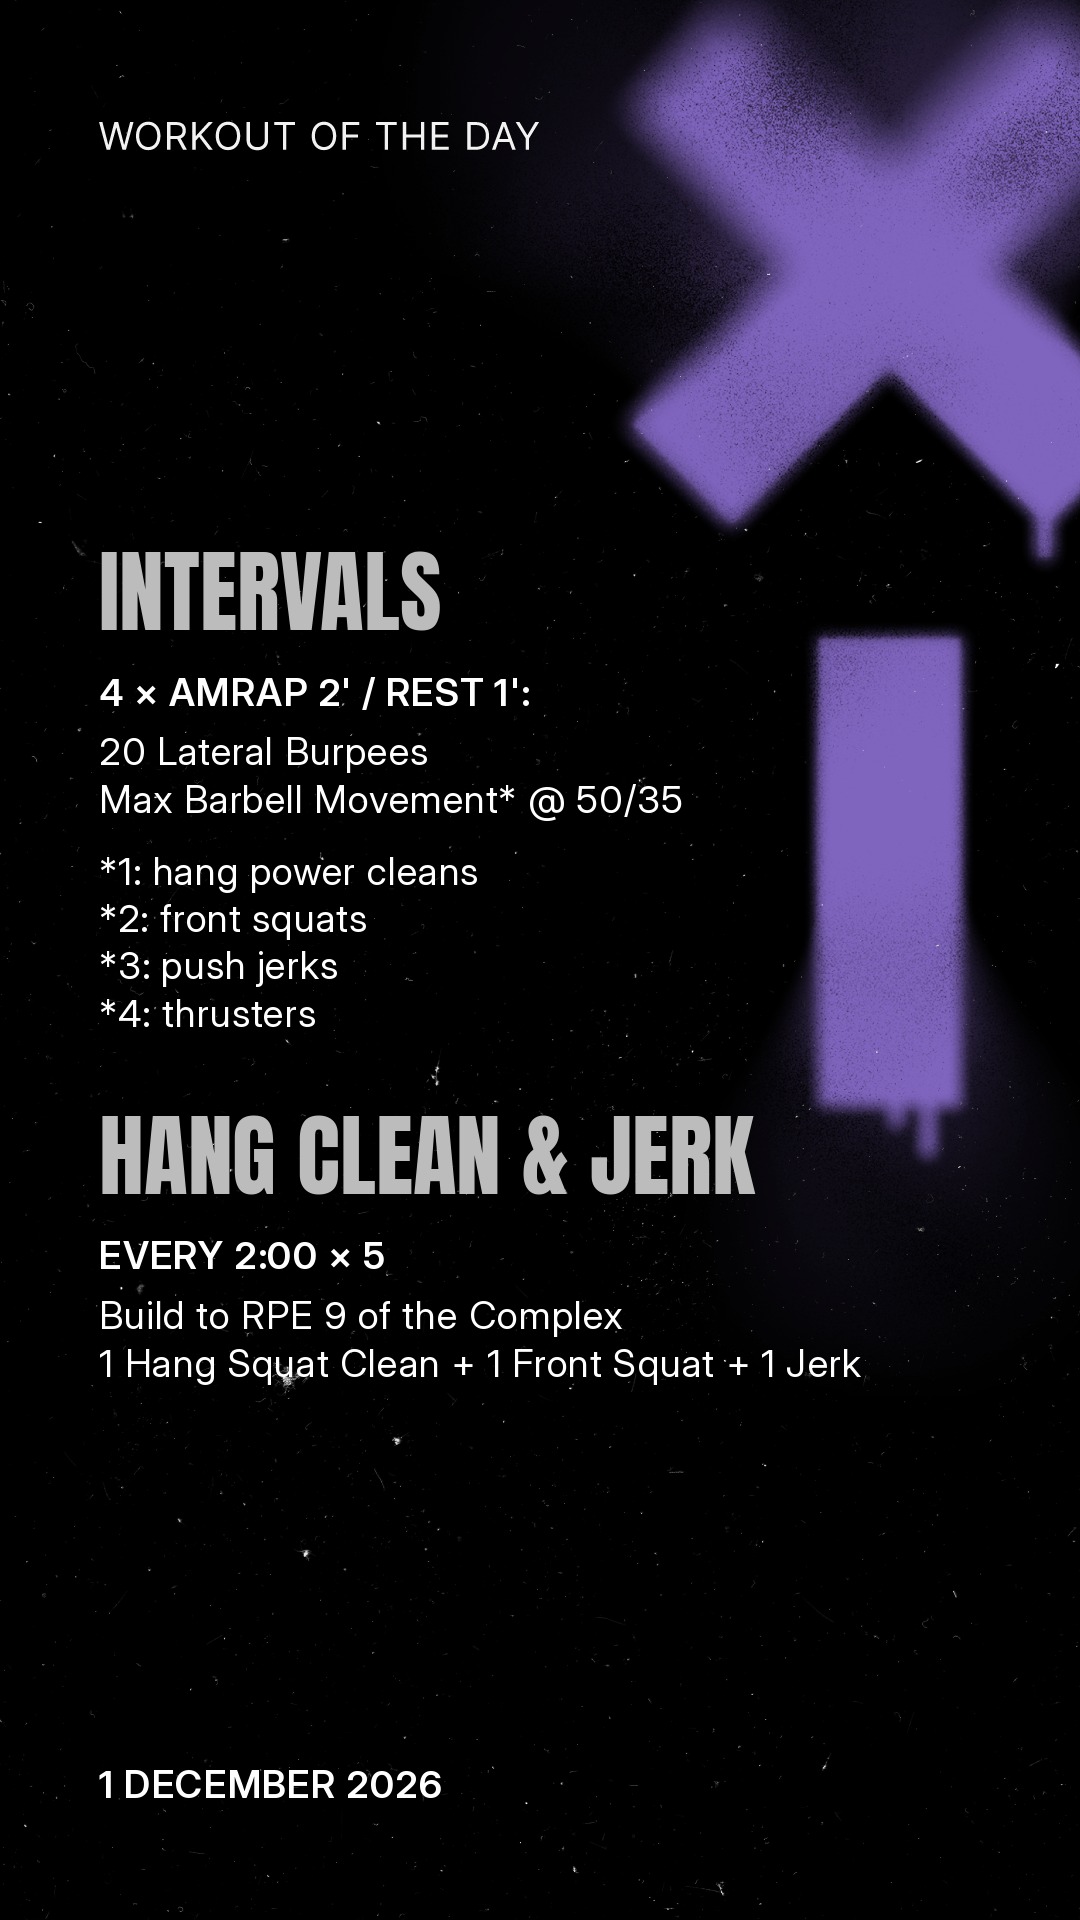 WORKOUT OF THE DAY
INTERVALS
4 × AMRAP 2' / REST 1':
20 Lateral Burpees
Max Barbell Movement* @ 50/35
*1: hang power cleans
*2: front squats
*3: push jerks
*4: thrusters
HANG CLEAN & JERK
EVERY 2:00 × 5
Build to RPE 9 of the Complex
1 Hang Squat Clean + 1 Front Squat + 1 Jerk
1 DECEMBER 2026